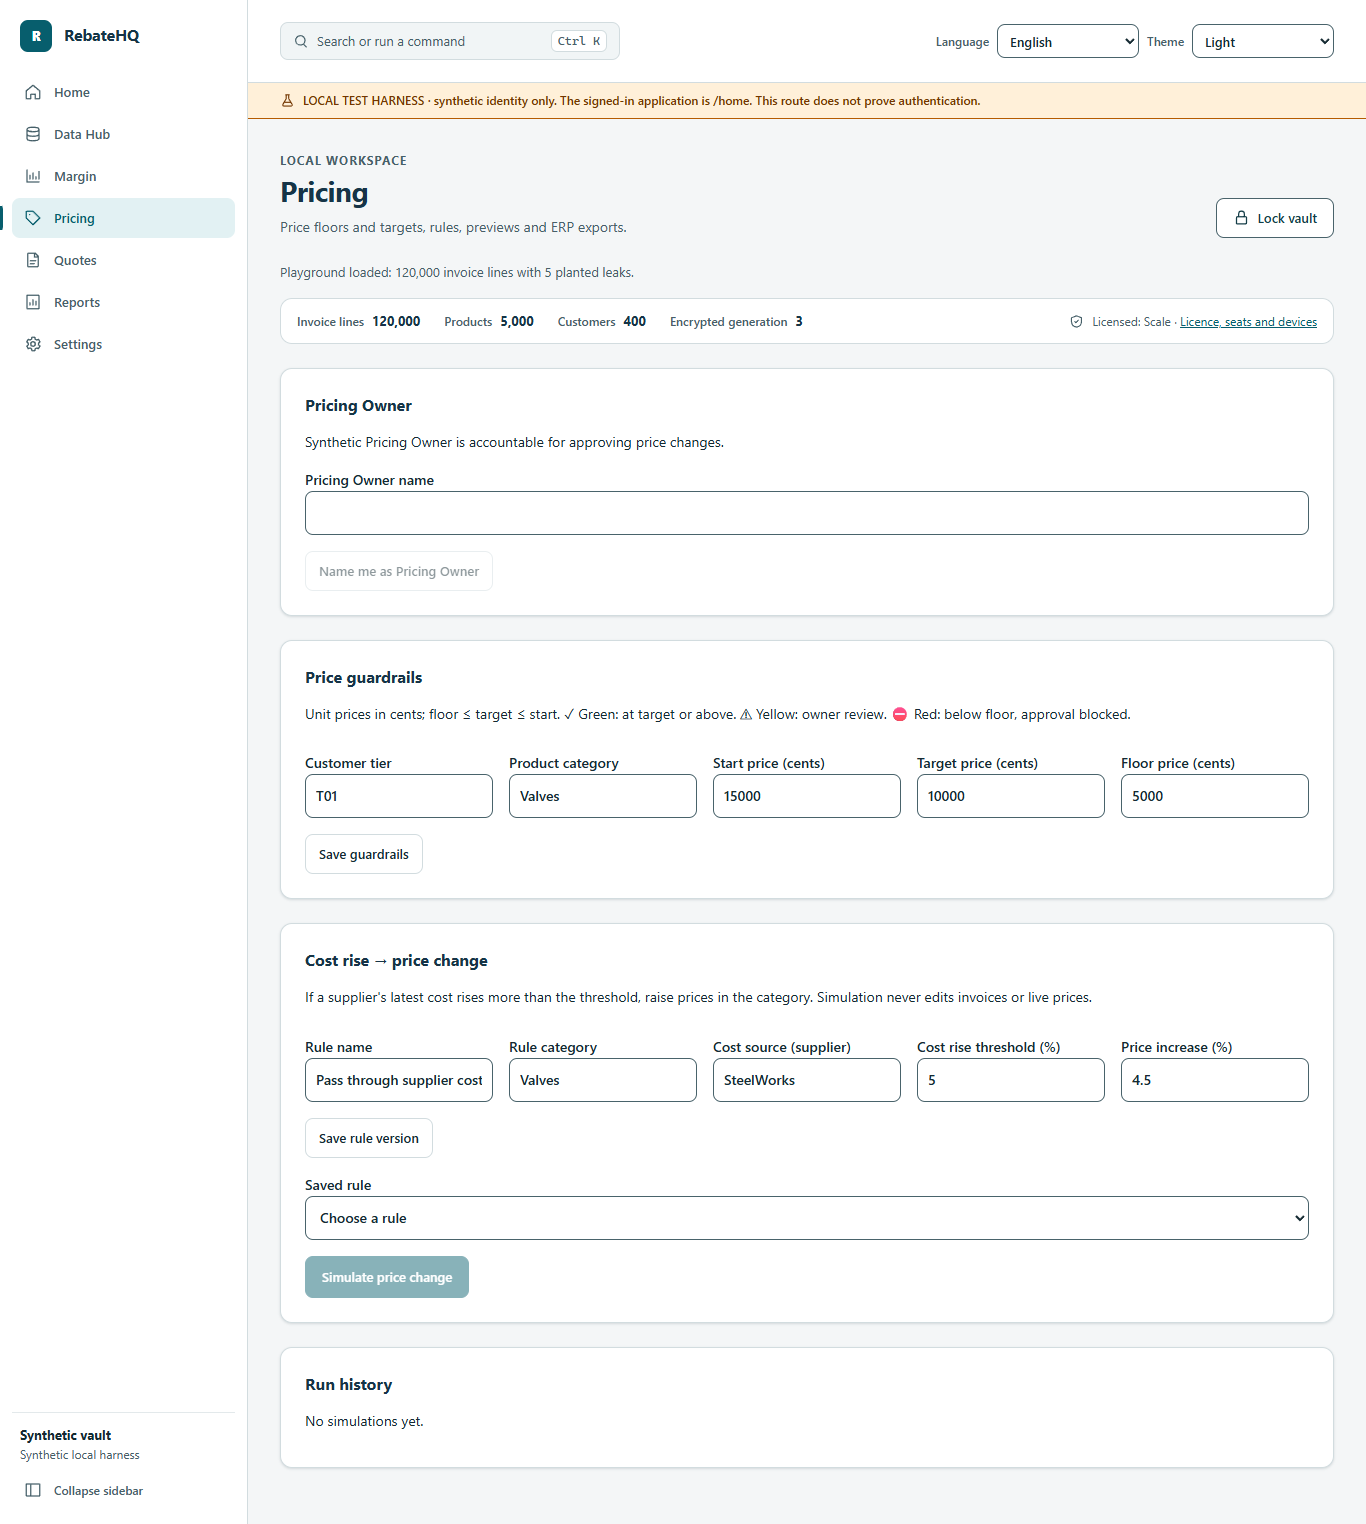 R RebateHQ
Search or run a command Ctrl K
Language English Theme Light
Home
Data Hub
Margin
Pricing
Quotes
Reports
Settings
LOCAL TEST HARNESS · synthetic identity only. The signed-in application is /home. This route does not prove authentication.
LOCAL WORKSPACE
Pricing
Price floors and targets, rules, previews and ERP exports.
Lock vault
Playground loaded: 120,000 invoice lines with 5 planted leaks.
Invoice lines 120,000 Products 5,000 Customers 400 Encrypted generation 3 Licensed: Scale · Licence, seats and devices
Pricing Owner
Synthetic Pricing Owner is accountable for approving price changes.
Pricing Owner name
Name me as Pricing Owner
Price guardrails
Unit prices in cents; floor ≤ target ≤ start. ✓ Green: at target or above. ⚠ Yellow: owner review. ⛔ Red: below floor, approval blocked.
Customer tier Product category Start price (cents) Target price (cents) Floor price (cents)
T01 Valves 15000 10000 5000
Save guardrails
Cost rise → price change
If a supplier's latest cost rises more than the threshold, raise prices in the category. Simulation never edits invoices or live prices.
Rule name Rule category Cost source (supplier) Cost rise threshold (%) Price increase (%)
Pass through supplier cost Valves SteelWorks 5 4.5
Save rule version
Saved rule
Choose a rule
Simulate price change
Run history
No simulations yet.
Synthetic vault
Synthetic local harness
Collapse sidebar